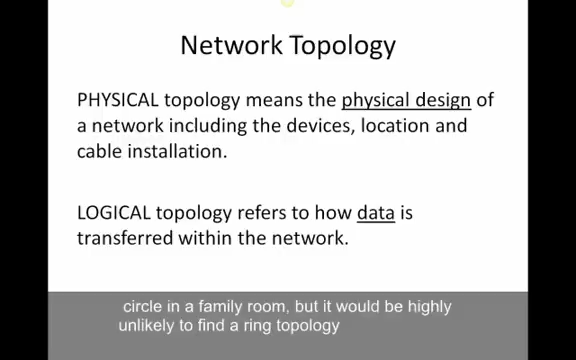 Network Topology
PHYSICAL topology means the physical design of
a network including the devices, location and
cable installation.
LOGICAL topology refers to how data is
transferred within the network.
circle in a family room, but it would be highly
unlikely to find a ring topology